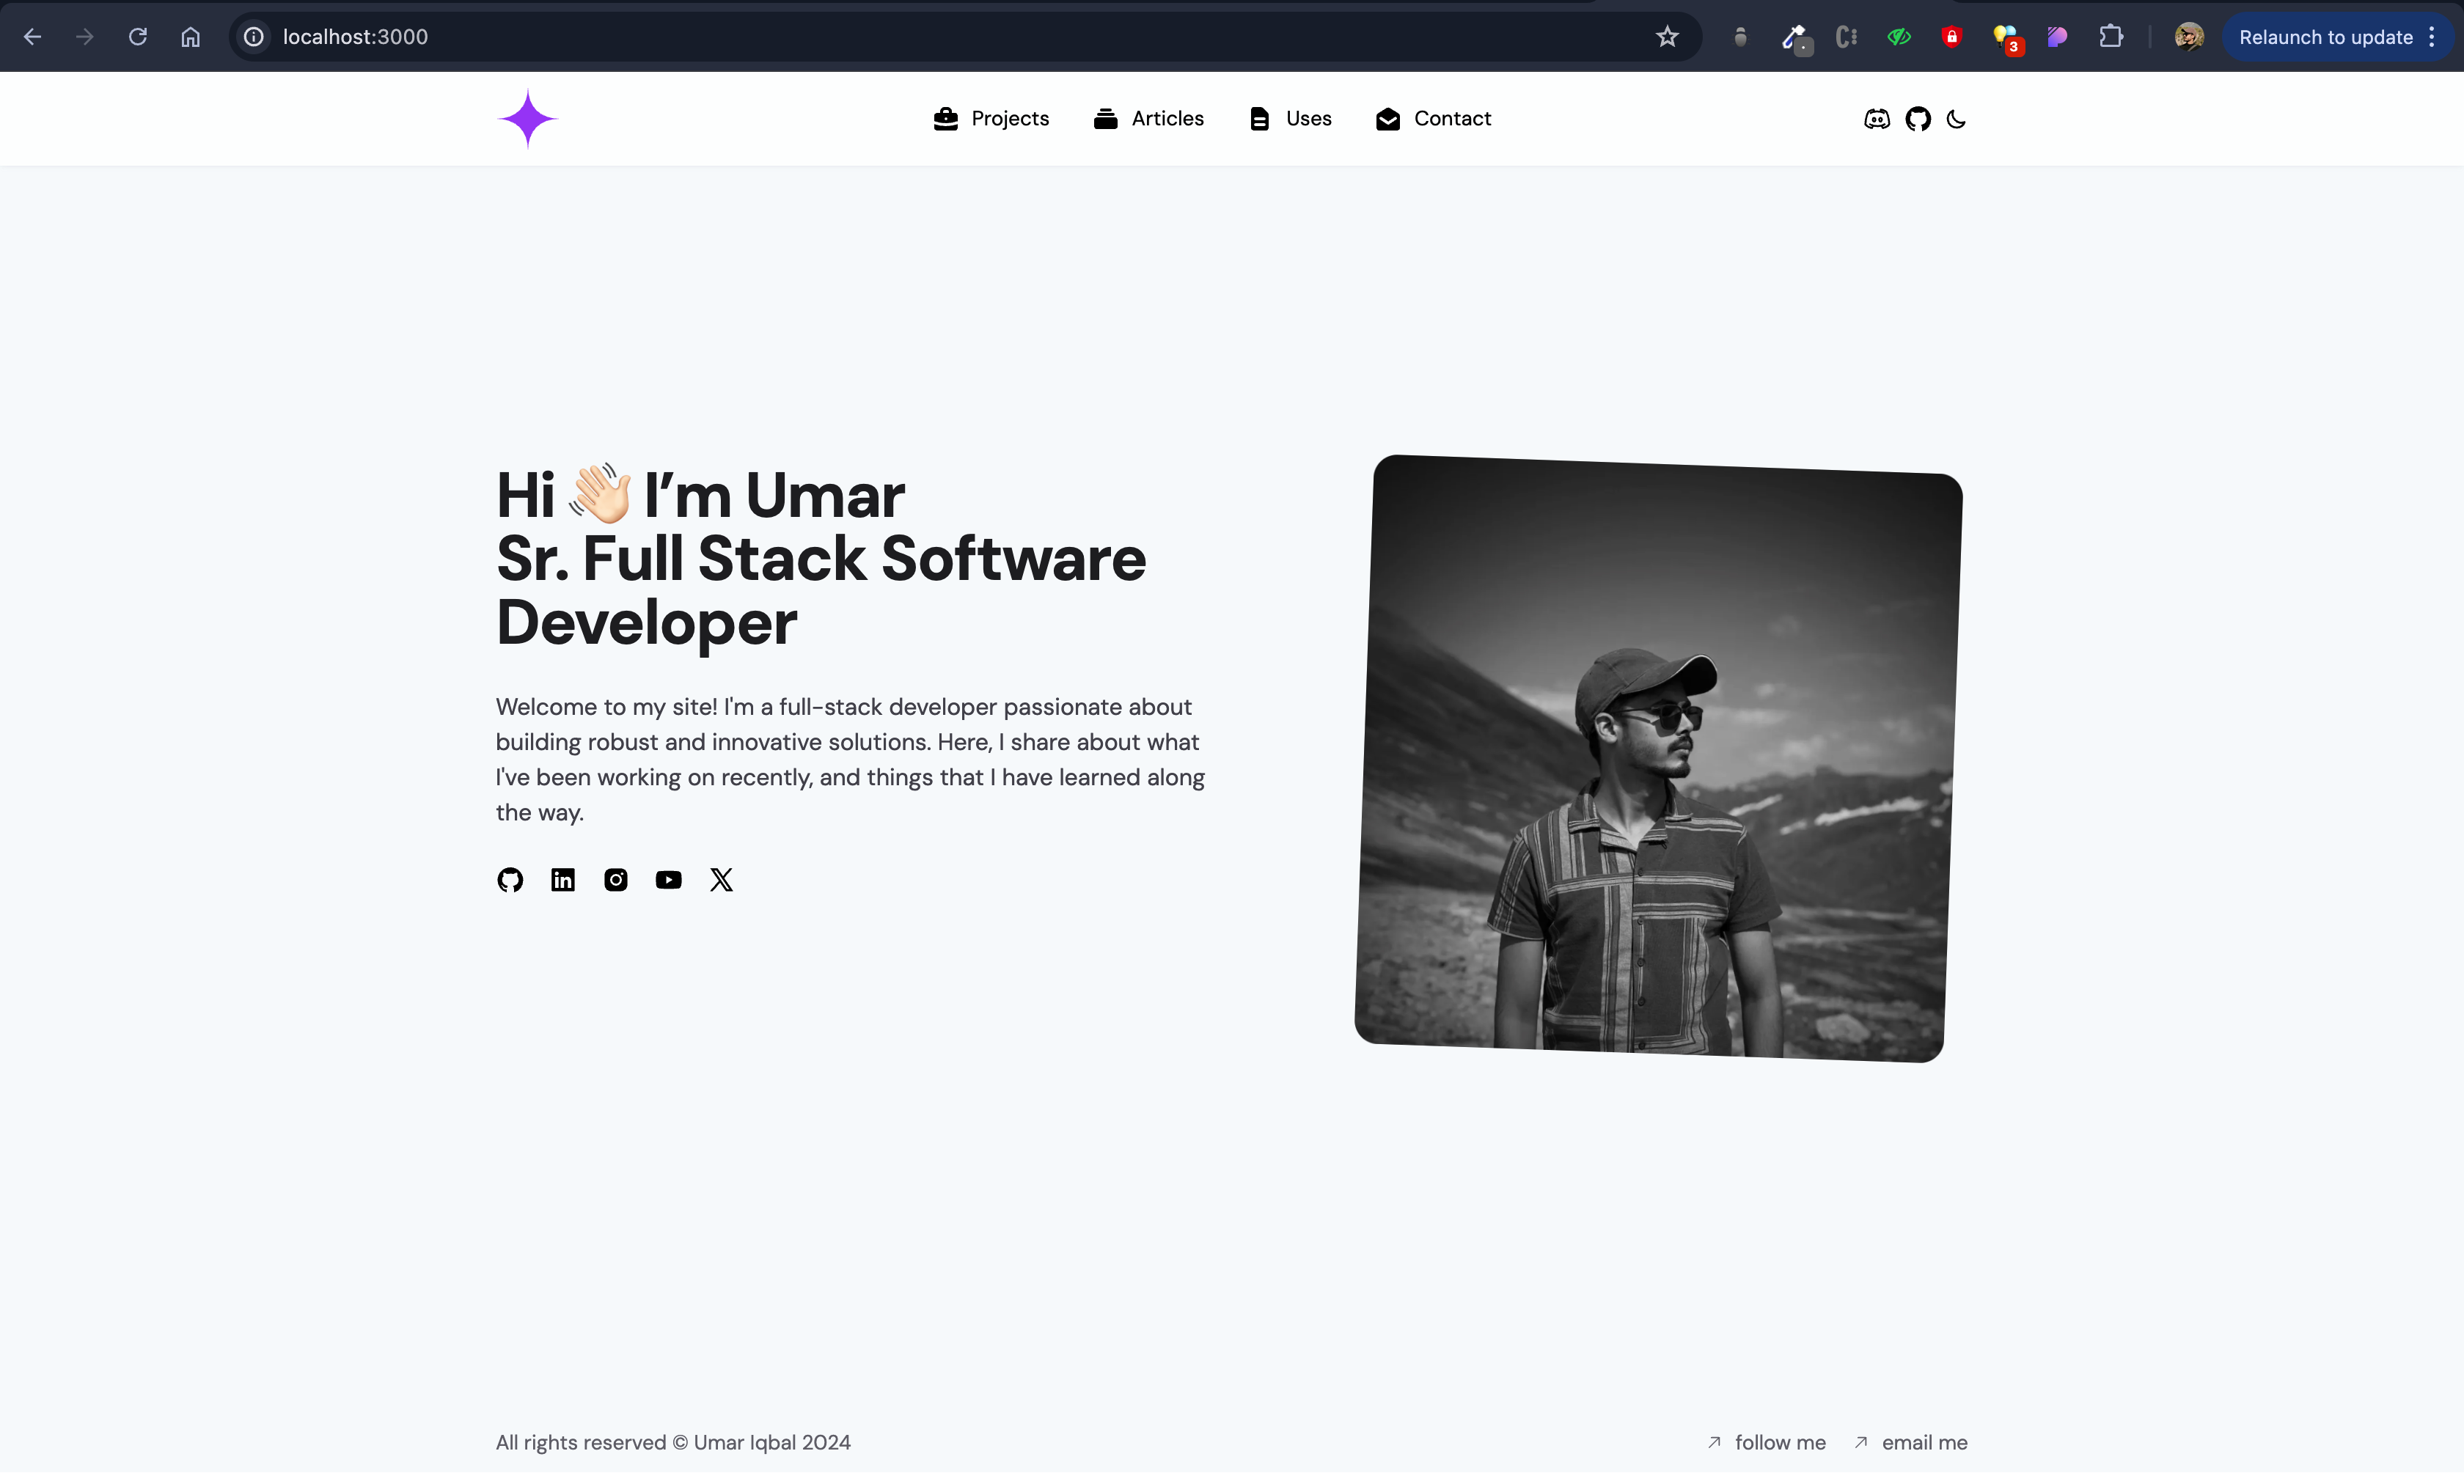 localhost:3000
3
Relaunch to update
Projects
Articles
Uses
Contact
Hi 👋🏻 I’m Umar
Sr. Full Stack Software
Developer
Welcome to my site! I'm a full-stack developer passionate about
building robust and innovative solutions. Here, I share about what
I've been working on recently, and things that I have learned along
the way.
All rights reserved © Umar Iqbal 2024
follow me
email me